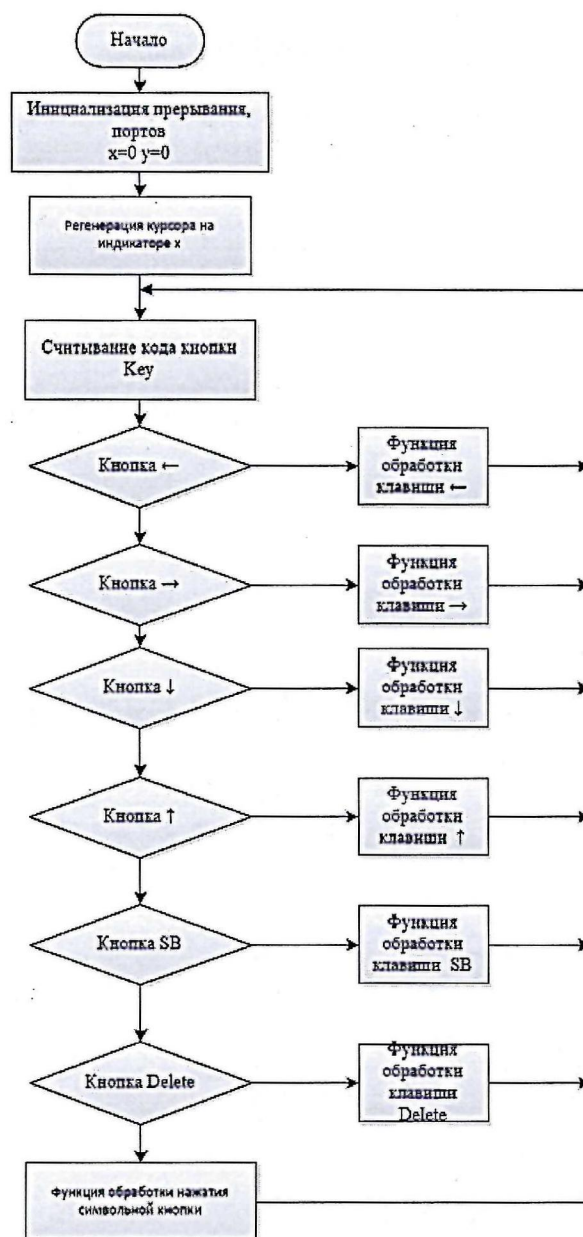 Начало
Инициализация прерывания,
портов
x=0 y=0
Регенерация курсора на
индикаторе x
Считывание кода кнопки
Key
Кнопка ←
Функция
обработки
клавиши ←
Кнопка →
Функция
обработки
клавиши →
Кнопка ↓
Функция
обработки
клавиши ↓
Кнопка ↑
Функция
обработки
клавиши ↑
Кнопка SB
Функция
обработки
клавиши SB
Кнопка Delete
Функция
обработки
клавиши
Delete
Функция обработки нажатия
символьной кнопки